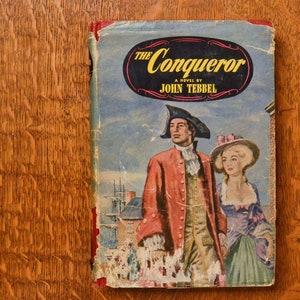 THE Conqueror
A NOVEL BY
JOHN TEBBEL